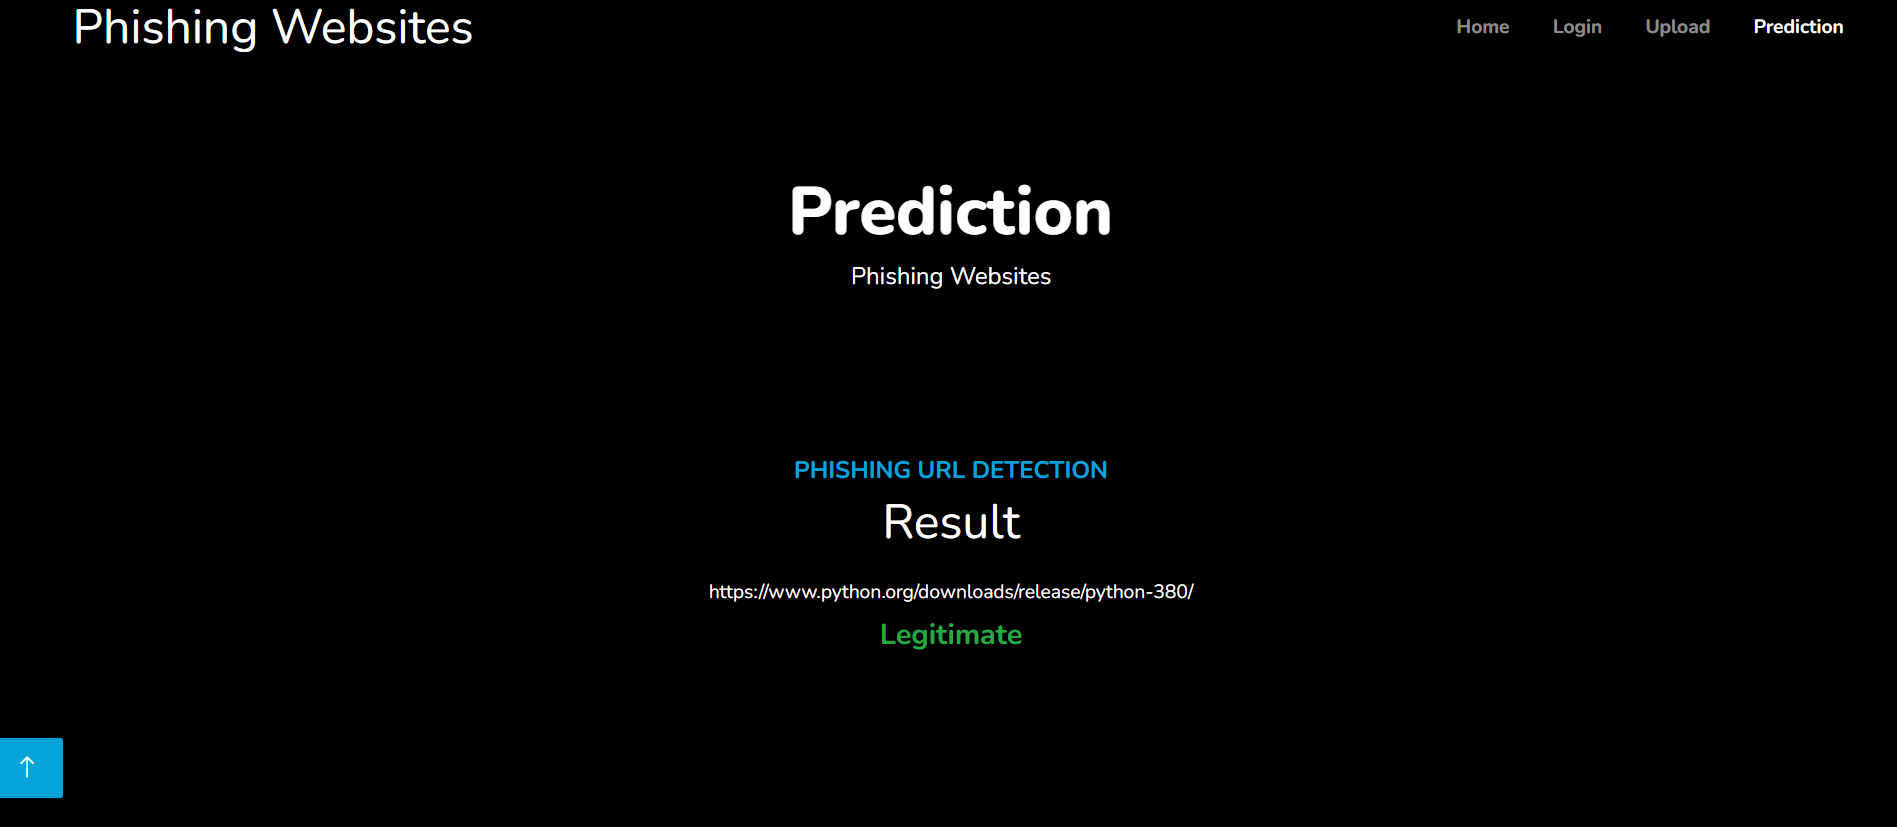 Phishing Websites
Home Login Upload Prediction
Prediction
Phishing Websites
PHISHING URL DETECTION
Result
https://www.python.org/downloads/release/python-380/
Legitimate